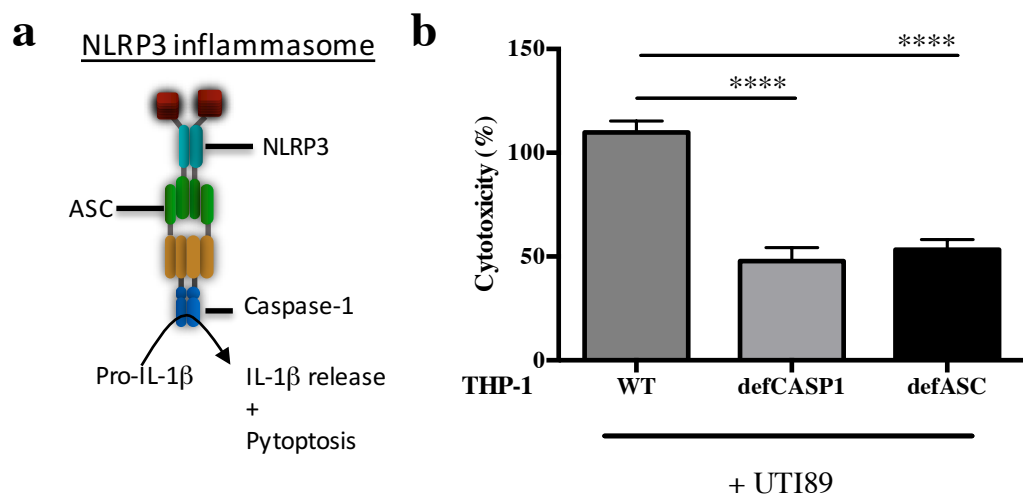 a
NLRP3 inflammasome
NLRP3
ASC
Caspase-1
Pro-IL-1β
IL-1β release
+
Pytoptosis
b
Cytotoxicity (%)
150
100
50
0
****
****
THP-1
WT
defCASP1
defASC
+ UTI89